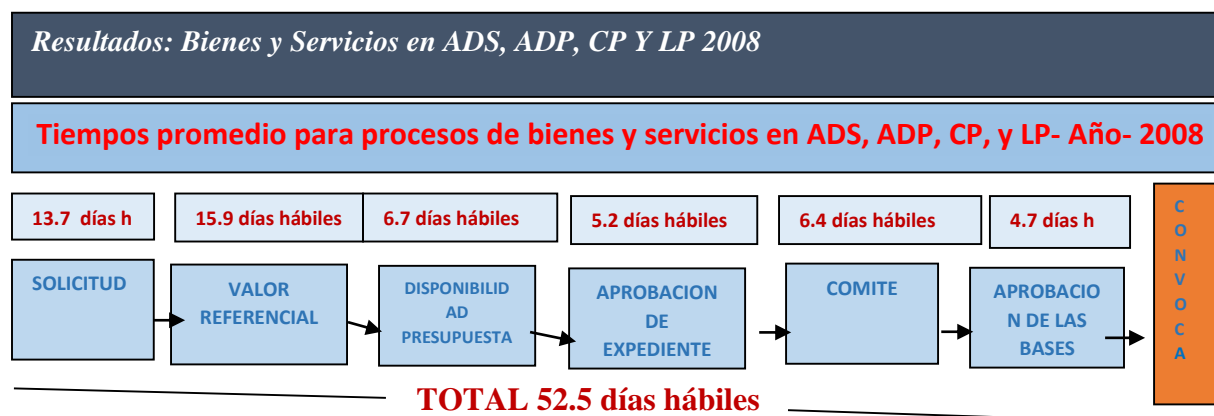 Resultados: Bienes y Servicios en ADS, ADP, CP Y LP 2008
Tiempos promedio para procesos de bienes y servicios en ADS, ADP, CP, y LP- Año- 2008
13.7 días h
15.9 días hábiles
6.7 días hábiles
5.2 días hábiles
6.4 días hábiles
4.7 días h
SOLICITUD
VALOR
REFERENCIAL
DISPONIBILID
AD
PRESUPUESTA
APROBACION
DE
EXPEDIENTE
COMITE
APROBACIO
N DE LAS
BASES
C
O
N
V
O
C
A
TOTAL 52.5 días hábiles